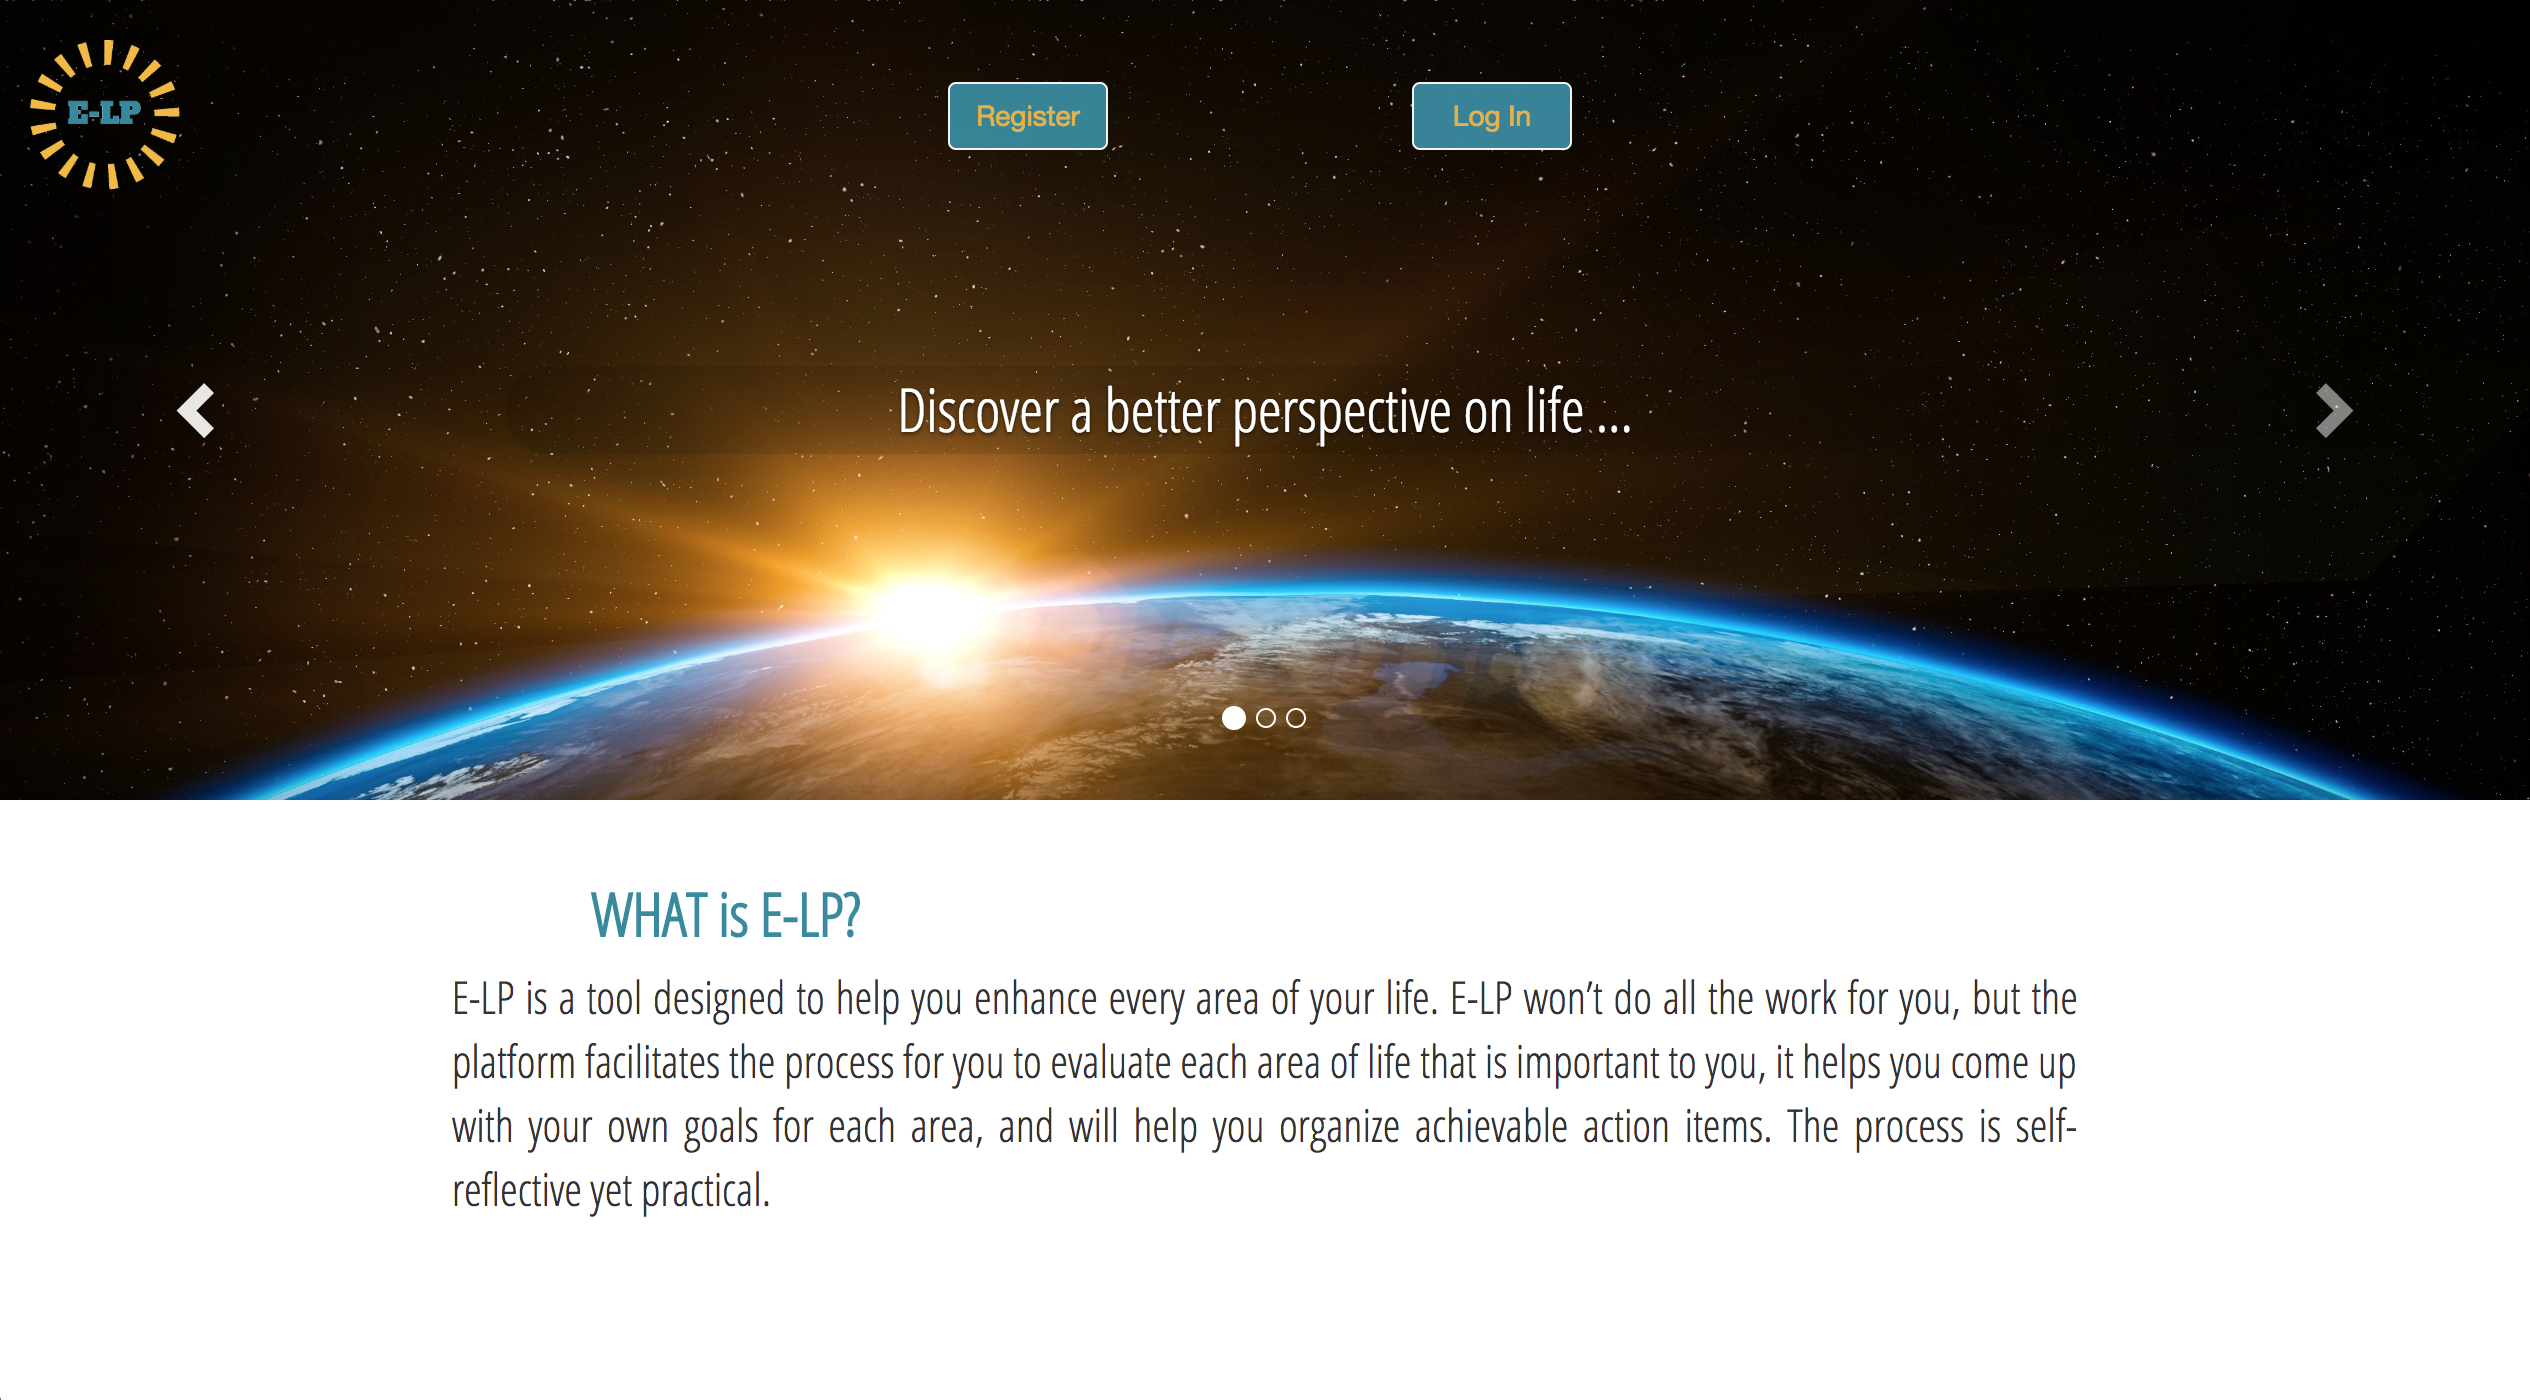 E-LP
Register
Log In
Discover a better perspective on life ...
WHAT is E-LP?
E-LP is a tool designed to help you enhance every area of your life. E-LP won’t do all the work for you, but the
platform facilitates the process for you to evaluate each area of life that is important to you, it helps you come up
with your own goals for each area, and will help you organize achievable action items. The process is self-
reflective yet practical.